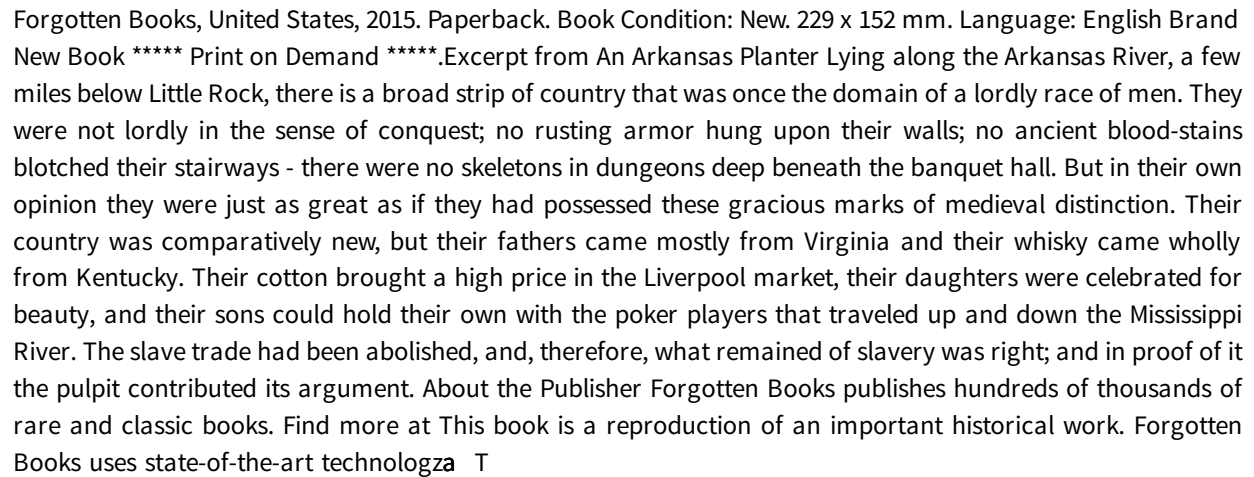 Forgotten Books, United States, 2015. Paperback. Book Condition: New. 229 x 152 mm. Language: English Brand
New Book ***** Print on Demand *****.Excerpt from An Arkansas Planter Lying along the Arkansas River, a few
miles below Little Rock, there is a broad strip of country that was once the domain of a lordly race of men. They
were not lordly in the sense of conquest; no rusting armor hung upon their walls; no ancient blood-stains
blotched their stairways - there were no skeletons in dungeons deep beneath the banquet hall. But in their own
opinion they were just as great as if they had possessed these gracious marks of medieval distinction. Their
country was comparatively new, but their fathers came mostly from Virginia and their whisky came wholly
from Kentucky. Their cotton brought a high price in the Liverpool market, their daughters were celebrated for
beauty, and their sons could hold their own with the poker players that traveled up and down the Mississippi
River. The slave trade had been abolished, and, therefore, what remained of slavery was right; and in proof of it
the pulpit contributed its argument. About the Publisher Forgotten Books publishes hundreds of thousands of
rare and classic books. Find more at This book is a reproduction of an important historical work. Forgotten
Books uses state-of-the-art technologza T